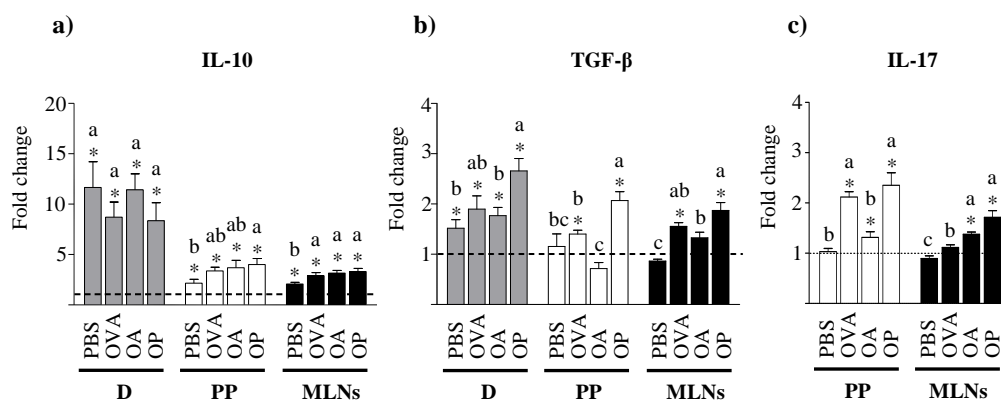 a)
IL-10
Fold change
20
15
10
5
a a a a b ab ab a b a a a
* * * * * * * * * * * *
PBS OVA OA OP PBS OVA OA OP PBS OVA OA OP
D PP MLNs
b)
TGF-β
Fold change
4
3
2
1
b ab b a bc b c a c ab b a
* * * * * * * *
PBS OVA OA OP PBS OVA OA OP PBS OVA OA OP
D PP MLNs
c)
IL-17
Fold change
4
3
2
1
b a b a c b a a
* * * * *
PBS OVA OA OP PBS OVA OA OP
PP MLNs